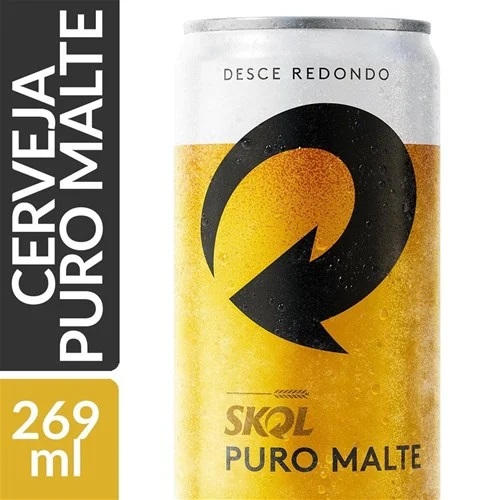 CERVEJA
PURO MALTE
269
ml
DESCE REDONDO
SKOL
PURO MALTE